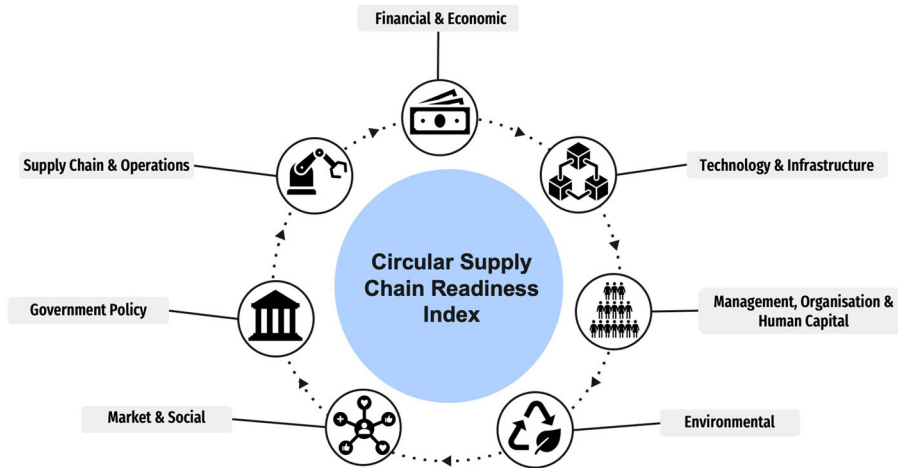 Financial & Economic
Supply Chain & Operations
Technology & Infrastructure
Circular Supply
Chain Readiness
Index
Government Policy
Management, Organisation &
Human Capital
Market & Social
Environmental